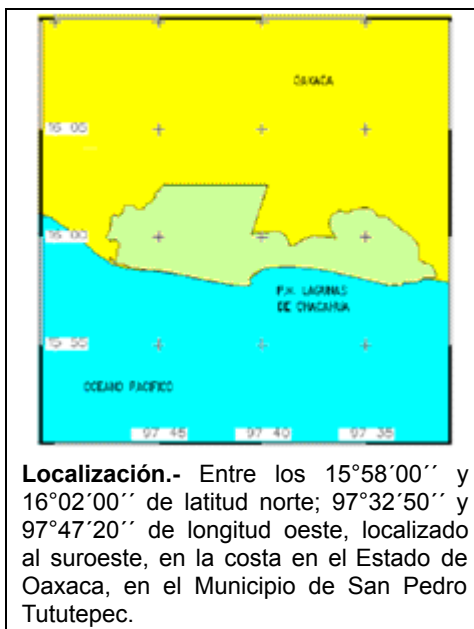 OAXACA
16 05
16 00
P.N. LAGUNAS
DE CHACAHUA
15 55
OCEANO PACIFICO
97 45 97 40 97 35
Localización.- Entre los 15°58´00´´ y
16°02´00´´ de latitud norte; 97°32´50´´ y
97°47´20´´ de longitud oeste, localizado
al suroeste, en la costa en el Estado de
Oaxaca, en el Municipio de San Pedro
Tututepec.